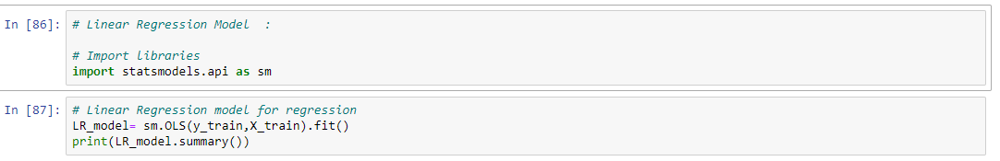 In [86]: # Linear Regression Model  :
# Import libraries
import statsmodels.api as sm
In [87]: # Linear Regression model for regression
LR_model= sm.OLS(y_train,X_train).fit()
print(LR_model.summary())